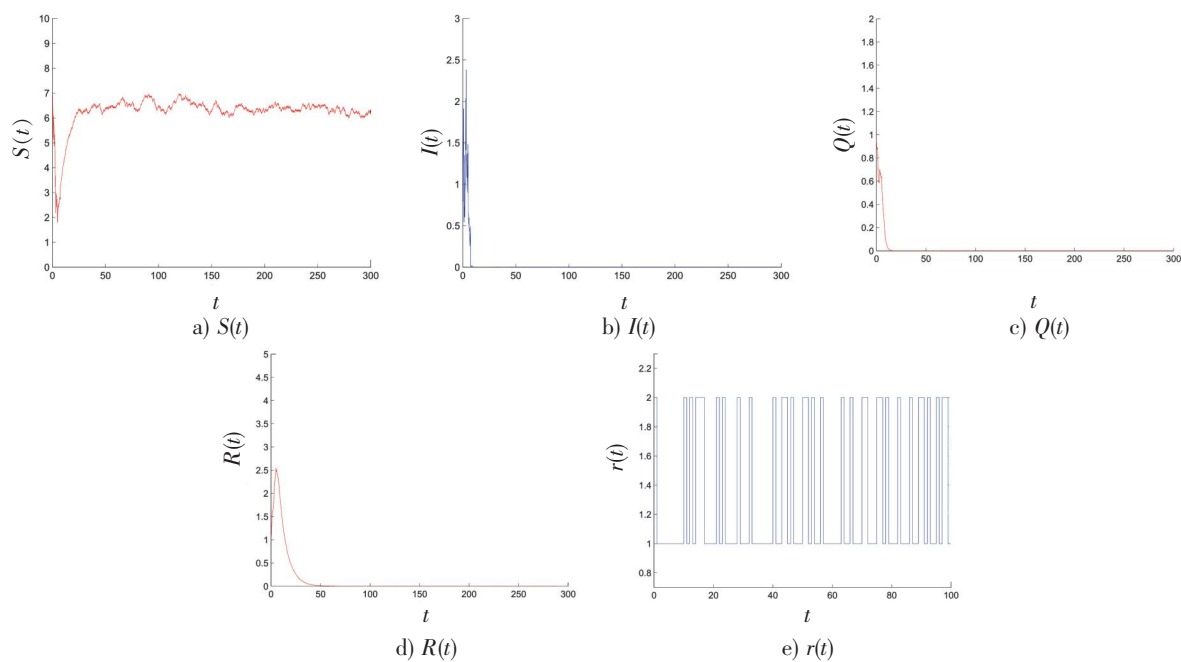 10
9
8
7
6
5
4
3
2
1
0
S(t)
0 50 100 150 200 250 300
t
a) S(t)
3
2.5
2
1.5
1
0.5
0
I(t)
0 50 100 150 200 250 300
t
b) I(t)
2
1.8
1.6
1.4
1.2
1
0.8
0.6
0.4
0.2
0
Q(t)
0 50 100 150 200 250 300
t
c) Q(t)
5
4.5
4
3.5
3
2.5
2
1.5
1
0.5
0
R(t)
0 50 100 150 200 250 300
t
d) R(t)
2.2
2
1.8
1.6
1.4
1.2
1
0.8
r(t)
0 20 40 60 80 100
t
e) r(t)